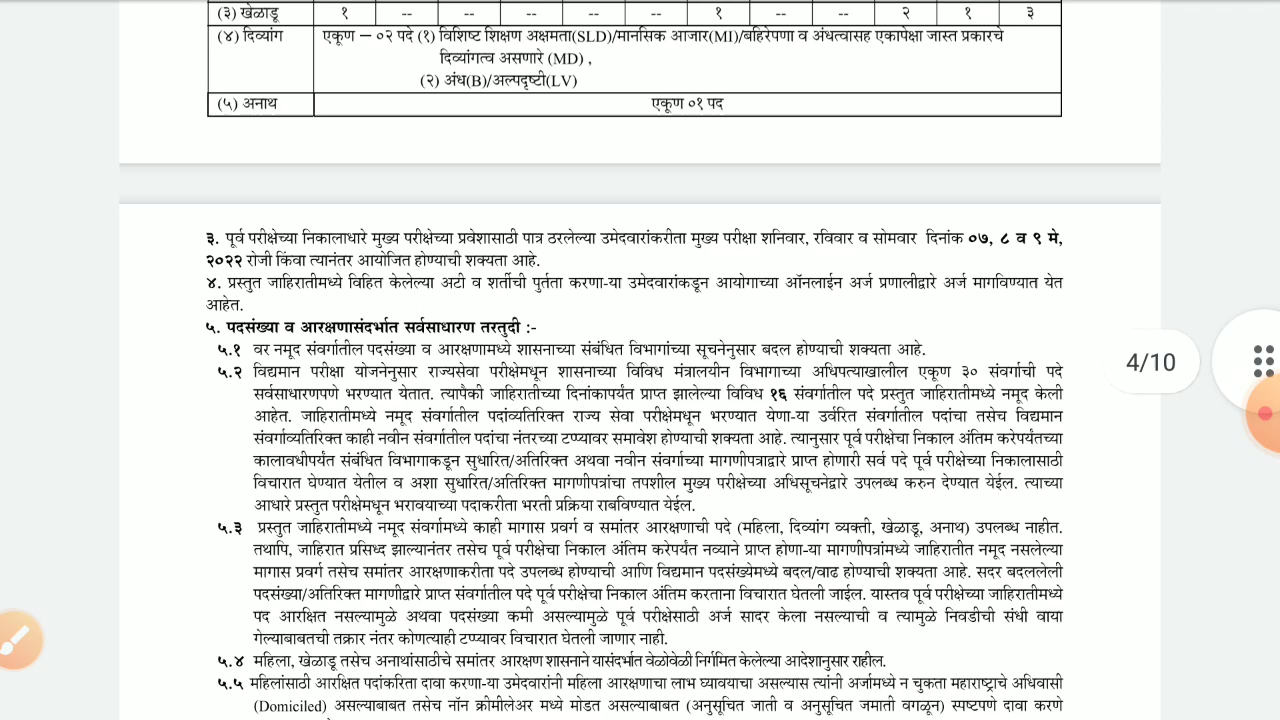 (३) खेळाडू १ -- -- -- -- -- १ -- -- २ १ ३
(४) दिव्यांग एकूण – ०२ पदे (१) विशिष्ट शिक्षण अक्षमता(SLD)/मानसिक आजार(MI)/बहिरेपणा व अंधत्वासह एकापेक्षा जास्त प्रकारचे
दिव्यांगत्व असणारे (MD) ,
(२) अंध(B)/अल्पदृष्टी(LV)
(५) अनाथ एकूण ०१ पद
३. पूर्व परीक्षेच्या निकालाधारे मुख्य परीक्षेच्या प्रवेशासाठी पात्र ठरलेल्या उमेदवारांकरीता मुख्य परीक्षा शनिवार, रविवार व सोमवार दिनांक ०७, ८ व ९ मे,
२०२२ रोजी किंवा त्यानंतर आयोजित होण्याची शक्यता आहे.
४. प्रस्तुत जाहिरातीमध्ये विहित केलेल्या अटी व शर्तीची पुर्तता करणा-या उमेदवारांकडून आयोगाच्या ऑनलाईन अर्ज प्रणालीद्वारे अर्ज मागविण्यात येत
आहेत.
५. पदसंख्या व आरक्षणासंदर्भात सर्वसाधारण तरतुदी :-
५.१ वर नमूद संवर्गातील पदसंख्या व आरक्षणामध्ये शासनाच्या संबंधित विभागांच्या सूचनेनुसार बदल होण्याची शक्यता आहे.
५.२ विद्यमान परीक्षा योजनेनुसार राज्यसेवा परीक्षेमधून शासनाच्या विविध मंत्रालयीन विभागाच्या अधिपत्याखालील एकूण ३० संवर्गाची पदे
सर्वसाधारणपणे भरण्यात येतात. त्यापैकी जाहिरातीच्या दिनांकापर्यंत प्राप्त झालेल्या विविध १६ संवर्गातील पदे प्रस्तुत जाहिरातीमध्ये नमूद केली
आहेत. जाहिरातीमध्ये नमूद संवर्गातील पदांव्यतिरिक्त राज्य सेवा परीक्षेमधून भरण्यात येणा-या उर्वरित संवर्गातील पदांचा तसेच विद्यमान
संवर्गाव्यतिरिक्त काही नवीन संवर्गातील पदांचा नंतरच्या टप्प्यावर समावेश होण्याची शक्यता आहे. त्यानुसार पूर्व परीक्षेचा निकाल अंतिम करेपर्यंतच्या
कालावधीपर्यंत संबंधित विभागाकडून सुधारित/अतिरिक्त अथवा नवीन संवर्गाच्या मागणीपत्राद्वारे प्राप्त होणारी सर्व पदे पूर्व परीक्षेच्या निकालासाठी
विचारात घेण्यात येतील व अशा सुधारित/अतिरिक्त मागणीपत्रांचा तपशील मुख्य परीक्षेच्या अधिसूचनेद्वारे उपलब्ध करुन देण्यात येईल. त्याच्या
आधारे प्रस्तुत परीक्षेमधून भरावयाच्या पदाकरीता भरती प्रक्रिया राबविण्यात येईल.
५.३ प्रस्तुत जाहिरातीमध्ये नमूद संवर्गामध्ये काही मागास प्रवर्ग व समांतर आरक्षणाची पदे (महिला, दिव्यांग व्यक्ती, खेळाडू, अनाथ) उपलब्ध नाहीत.
तथापि, जाहिरात प्रसिध्द झाल्यानंतर तसेच पूर्व परीक्षेचा निकाल अंतिम करेपर्यंत नव्याने प्राप्त होणा-या मागणीपत्रांमध्ये जाहिरातीत नमूद नसलेल्या
मागास प्रवर्ग तसेच समांतर आरक्षणाकरीता पदे उपलब्ध होण्याची आणि विद्यमान पदसंख्येमध्ये बदल/वाढ होण्याची शक्यता आहे. सदर बदललेली
पदसंख्या/अतिरिक्त मागणीद्वारे प्राप्त संवर्गातील पदे पूर्व परीक्षेचा निकाल अंतिम करताना विचारात घेतली जाईल. यास्तव पूर्व परीक्षेच्या जाहिरातीमध्ये
पद आरक्षित नसल्यामुळे अथवा पदसंख्या कमी असल्यामुळे पूर्व परीक्षेसाठी अर्ज सादर केला नसल्याची व त्यामुळे निवडीची संधी वाया
गेल्याबाबतची तक्रार नंतर कोणत्याही टप्प्यावर विचारात घेतली जाणार नाही.
५.४ महिला, खेळाडू तसेच अनाथांसाठीचे समांतर आरक्षण शासनाने यासंदर्भात वेळोवेळी निर्गमित केलेल्या आदेशानुसार राहील.
५.५ महिलांसाठी आरक्षित पदांकरिता दावा करणा-या उमेदवारांनी महिला आरक्षणाचा लाभ घ्यावयाचा असल्यास त्यांनी अर्जामध्ये न चुकता महाराष्ट्राचे अधिवासी
(Domiciled) असल्याबाबत तसेच नॉन क्रीमीलेअर मध्ये मोडत असल्याबाबत (अनुसूचित जाती व अनुसूचित जमाती वगळून) स्पष्टपणे दावा करणे
4/10